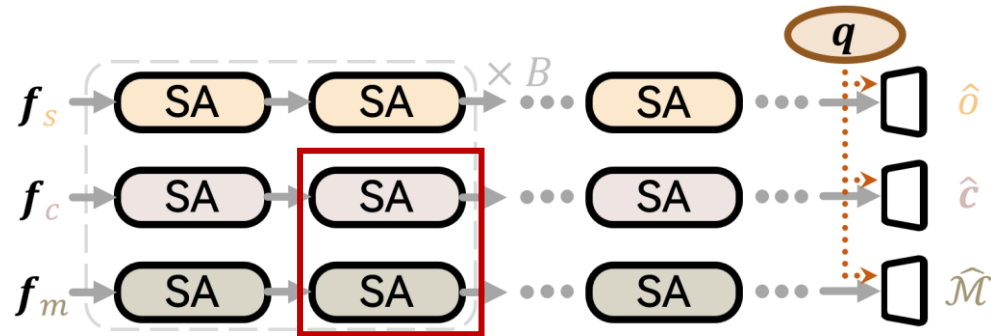 q
× B
f_s SA SA SA ô
f_c SA SA SA ĉ
f_m SA SA SA ℳ̂